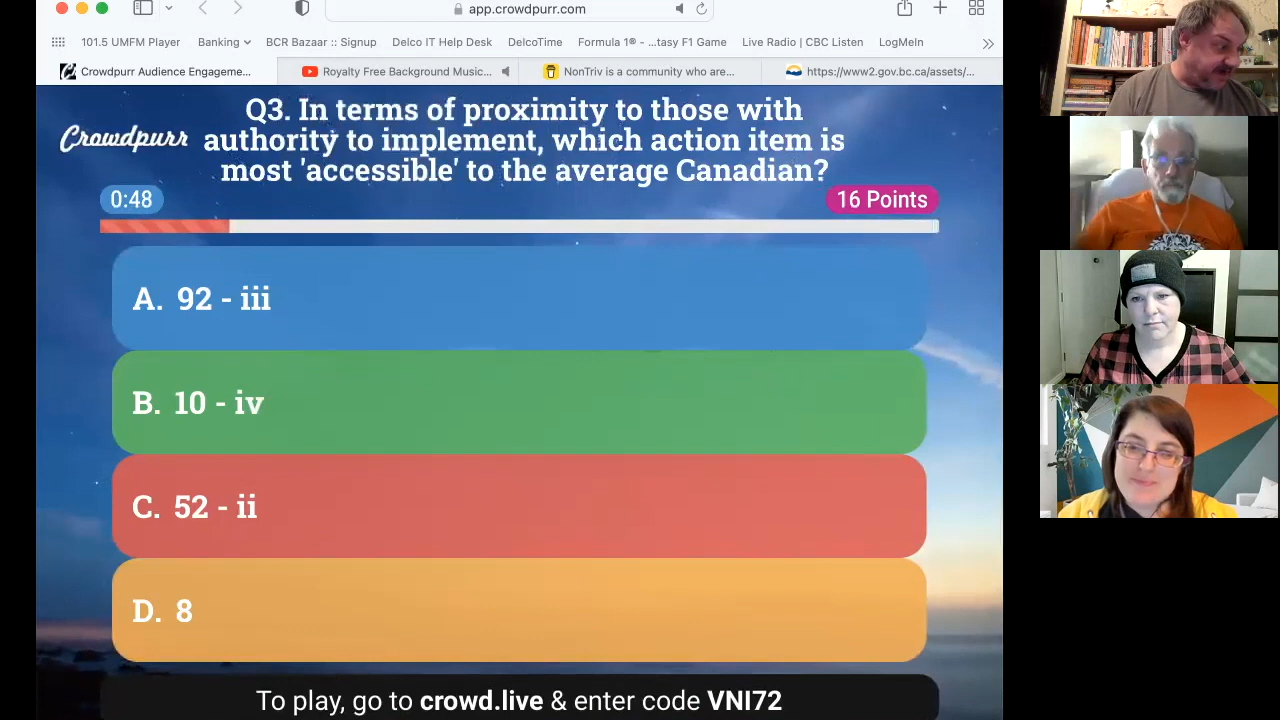 app.crowdpurr.com
101.5 UMFM Player Banking BCR Bazaar :: Signup Delco IT Help Desk DelcoTime Formula 1® - ...tasy F1 Game Live Radio | CBC Listen LogMeIn
Crowdpurr Audience Engageme... Royalty Free Background Music... NonTriv is a community who are... https://www2.gov.bc.ca/assets/...
Crowdpurr
Q3. In terms of proximity to those with
authority to implement, which action item is
most 'accessible' to the average Canadian?
0:48
16 Points
A. 92 - iii
B. 10 - iv
C. 52 - ii
D. 8
To play, go to crowd.live & enter code VNI72